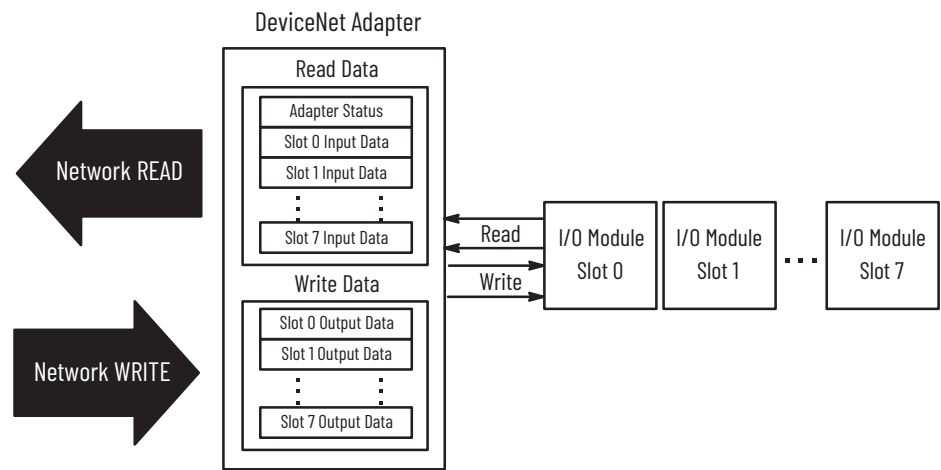 DeviceNet Adapter
Read Data
Adapter Status
Slot 0 Input Data
Slot 1 Input Data
Slot 7 Input Data
Network READ
Read
Write
I/O Module
Slot 0
I/O Module
Slot 1
I/O Module
Slot 7
Write Data
Slot 0 Output Data
Slot 1 Output Data
Slot 7 Output Data
Network WRITE